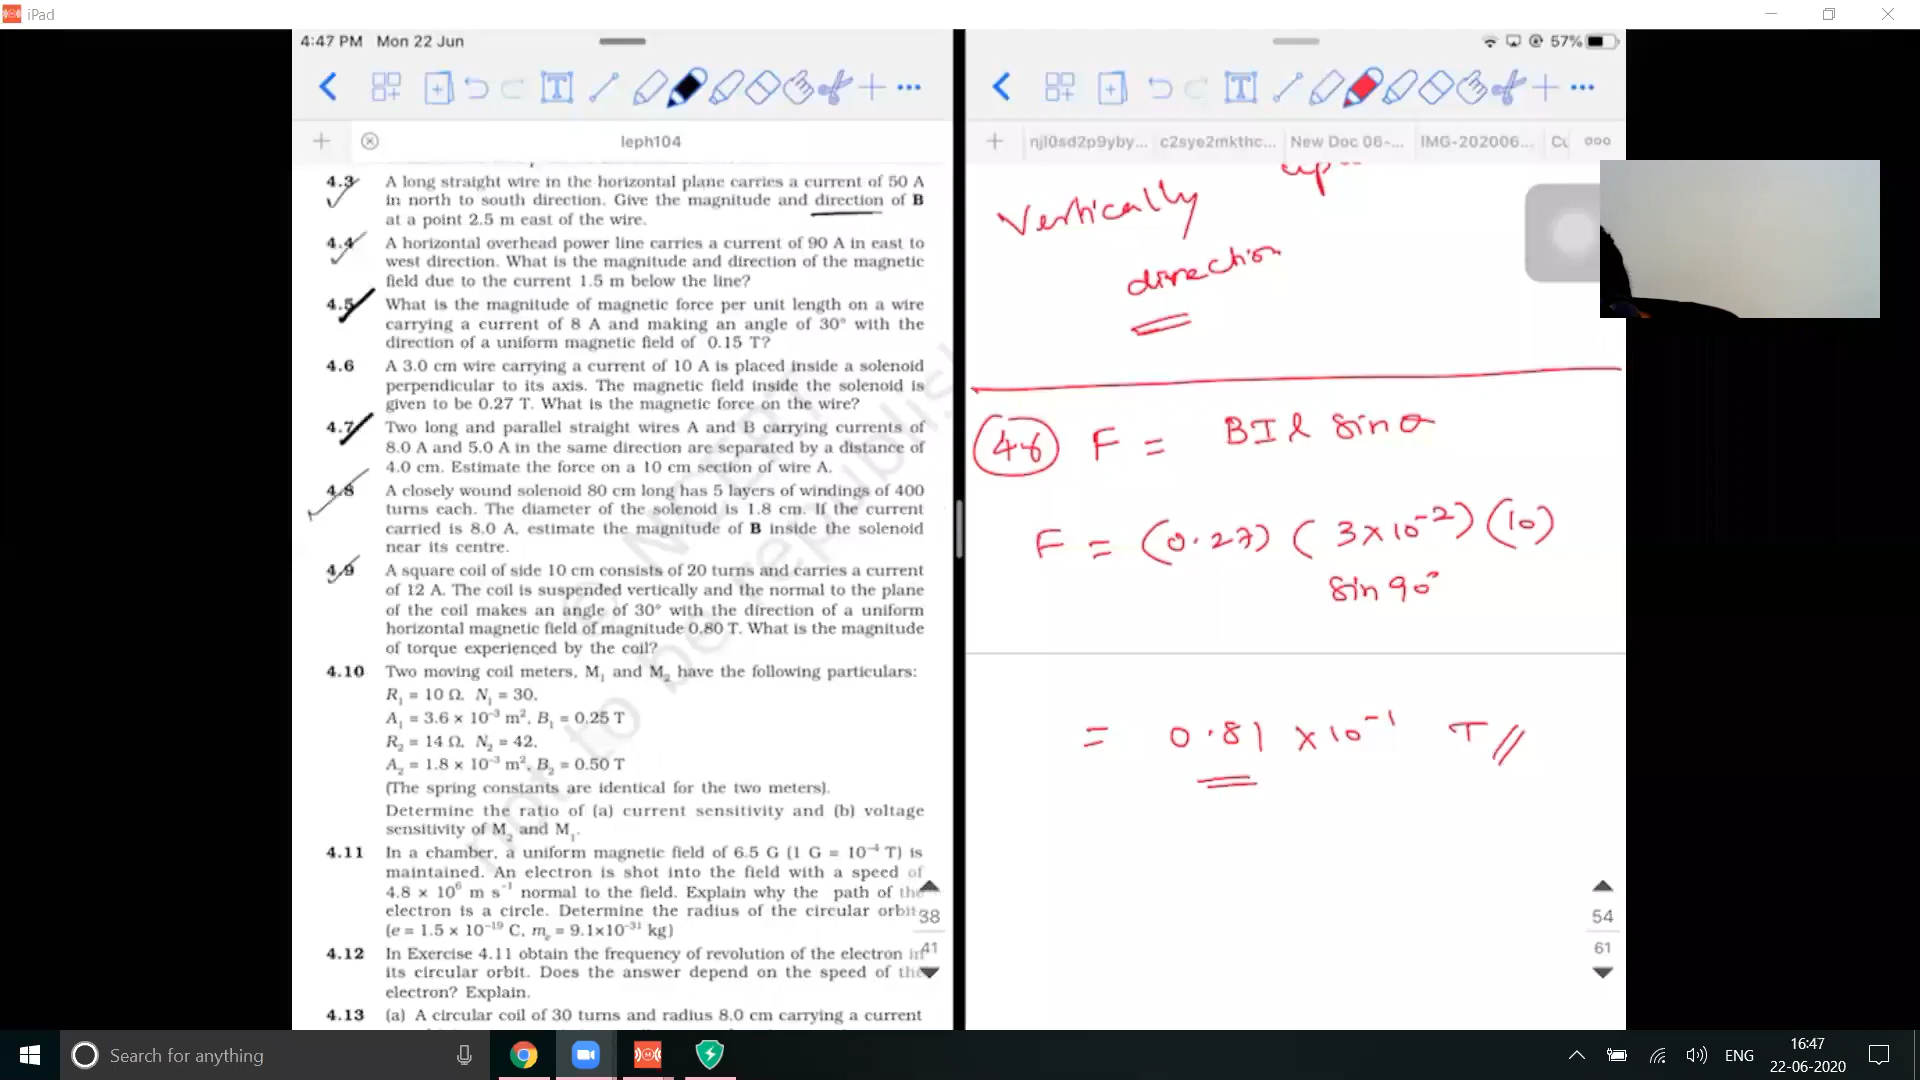 iPad
4:47 PM Mon 22 Jun
57%
leph104
njl0sd2p9yby... c2sye2mkthc... New Doc 06-... IMG-202006... Cu
4.3 A long straight wire in the horizontal plane carries a current of 50 A
in north to south direction. Give the magnitude and direction of B
at a point 2.5 m east of the wire.
4.4 A horizontal overhead power line carries a current of 90 A in east to
west direction. What is the magnitude and direction of the magnetic
field due to the current 1.5 m below the line?
4.5 What is the magnitude of magnetic force per unit length on a wire
carrying a current of 8 A and making an angle of 30° with the
direction of a uniform magnetic field of 0.15 T?
4.6 A 3.0 cm wire carrying a current of 10 A is placed inside a solenoid
perpendicular to its axis. The magnetic field inside the solenoid is
given to be 0.27 T. What is the magnetic force on the wire?
4.7 Two long and parallel straight wires A and B carrying currents of
8.0 A and 5.0 A in the same direction are separated by a distance of
4.0 cm. Estimate the force on a 10 cm section of wire A.
4.8 A closely wound solenoid 80 cm long has 5 layers of windings of 400
turns each. The diameter of the solenoid is 1.8 cm. If the current
carried is 8.0 A, estimate the magnitude of B inside the solenoid
near its centre.
4.9 A square coil of side 10 cm consists of 20 turns and carries a current
of 12 A. The coil is suspended vertically and the normal to the plane
of the coil makes an angle of 30° with the direction of a uniform
horizontal magnetic field of magnitude 0.80 T. What is the magnitude
of torque experienced by the coil?
4.10 Two moving coil meters, M₁ and M₂ have the following particulars:
R₁ = 10 Ω, N₁ = 30,
A₁ = 3.6 × 10⁻³ m², B₁ = 0.25 T
R₂ = 14 Ω, N₂ = 42,
A₂ = 1.8 × 10⁻³ m², B₂ = 0.50 T
(The spring constants are identical for the two meters).
Determine the ratio of (a) current sensitivity and (b) voltage
sensitivity of M₂ and M₁.
4.11 In a chamber, a uniform magnetic field of 6.5 G (1 G = 10⁻⁴ T) is
maintained. An electron is shot into the field with a speed of
4.8 × 10⁶ m s⁻¹ normal to the field. Explain why the path of the
electron is a circle. Determine the radius of the circular orbit.
(e = 1.5 × 10⁻¹⁹ C, mₑ = 9.1×10⁻³¹ kg)
4.12 In Exercise 4.11 obtain the frequency of revolution of the electron in
its circular orbit. Does the answer depend on the speed of the
electron? Explain.
4.13 (a) A circular coil of 30 turns and radius 8.0 cm carrying a current
© NCERT
not to be republish
38
41
Vertically
direction
4.6 F = BIl sinθ
F = (0.27) (3×10⁻²) (10)
sin 90°
= 0.81 ×10⁻¹ T
54
61
Search for anything
ENG
16:47
22-06-2020